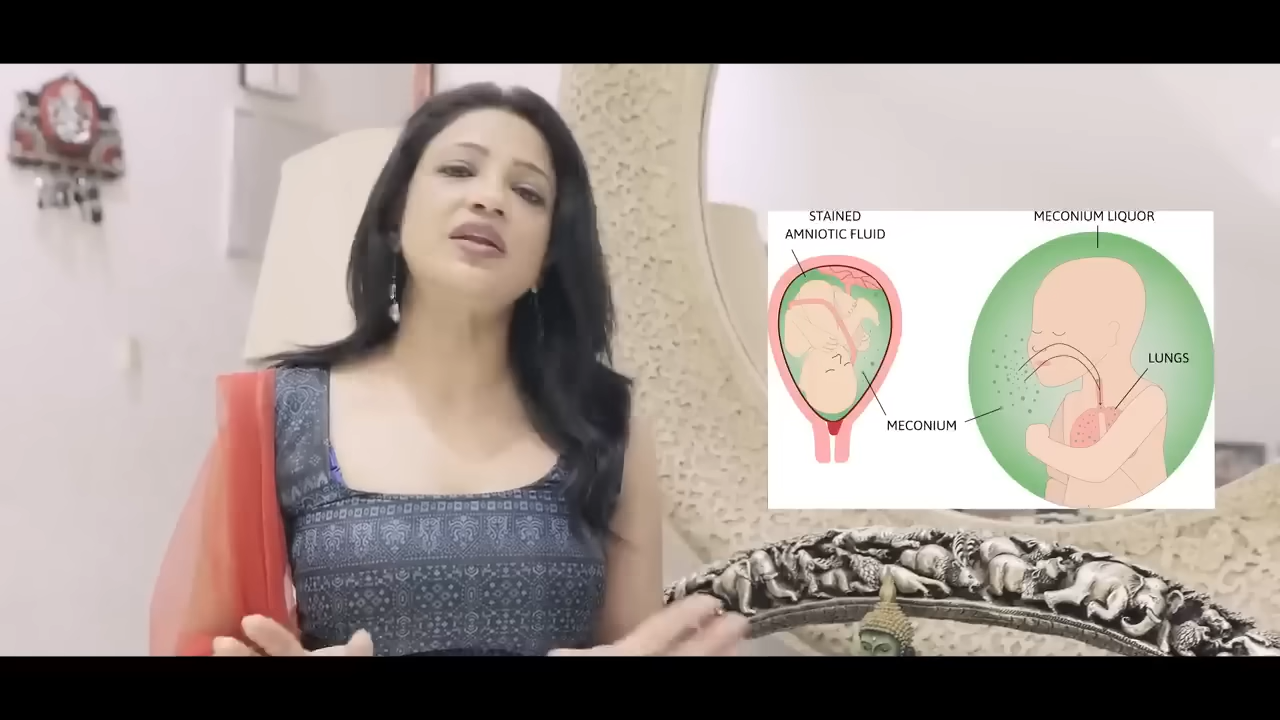 STAINED
AMNIOTIC FLUID
MECONIUM LIQUOR
LUNGS
MECONIUM